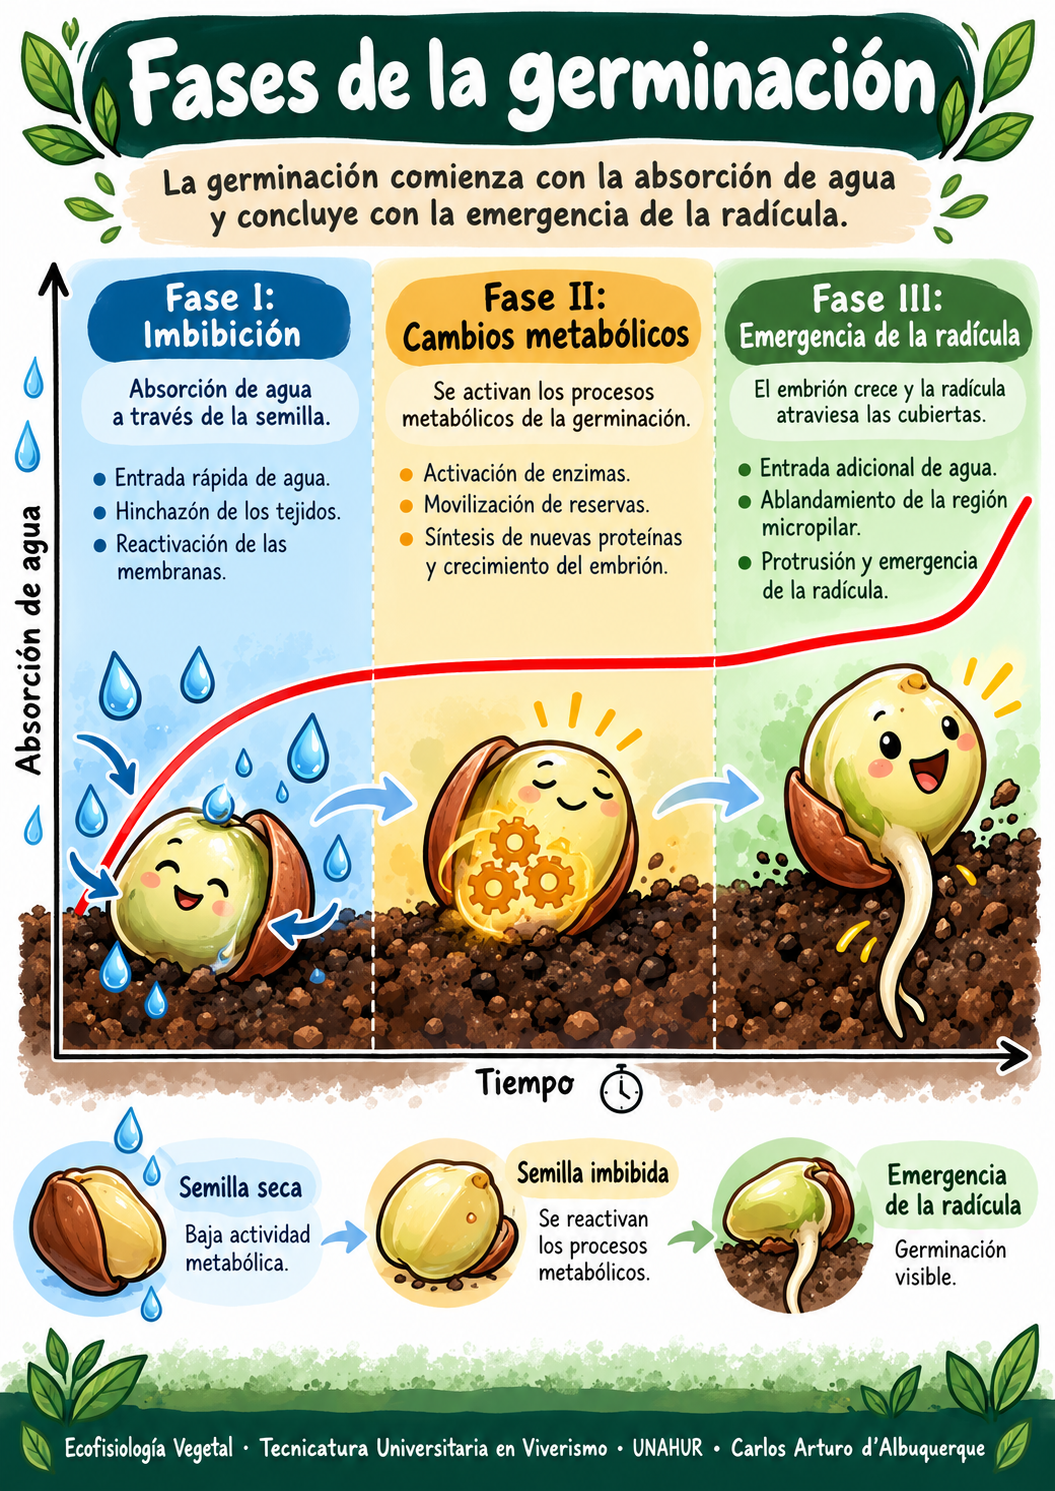 Fases de la germinación
La germinación comienza con la absorción de agua
y concluye con la emergencia de la radícula.
Fase I:
Imbibición
Absorción de agua
a través de la semilla.
Entrada rápida de agua.
Hinchazón de los tejidos.
Reactivación de las
membranas.
Fase II:
Cambios metabólicos
Se activan los procesos
metabólicos de la germinación.
Activación de enzimas.
Movilización de reservas.
Síntesis de nuevas proteínas
y crecimiento del embrión.
Fase III:
Emergencia de la radícula
El embrión crece y la radícula
atraviesa las cubiertas.
Entrada adicional de agua.
Ablandamiento de la región
micropilar.
Protrusión y emergencia
de la radícula.
Absorción de agua
Tiempo
Semilla seca
Baja actividad
metabólica.
Semilla imbibida
Se reactivan
los procesos
metabólicos.
Emergencia
de la radícula
Germinación
visible.
Ecofisiología Vegetal · Tecnicatura Universitaria en Viverismo · UNAHUR · Carlos Arturo d'Albuquerque